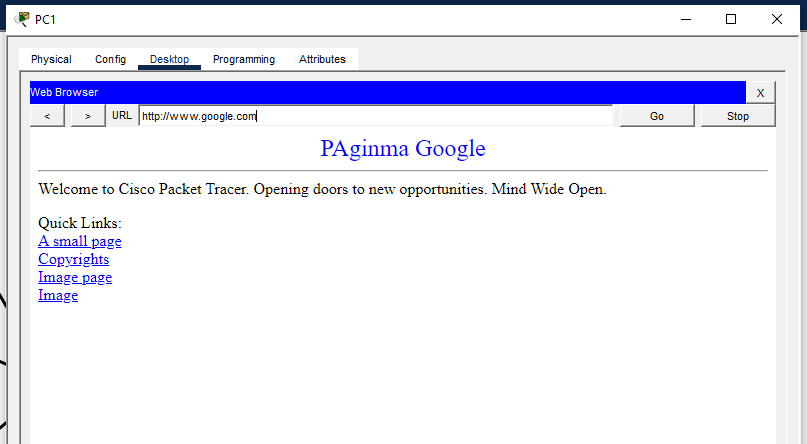 PC1
Physical Config Desktop Programming Attributes
Web Browser X
< > URL http://www.google.com Go Stop
PAginma Google
Welcome to Cisco Packet Tracer. Opening doors to new opportunities. Mind Wide Open.
Quick Links:
A small page
Copyrights
Image page
Image